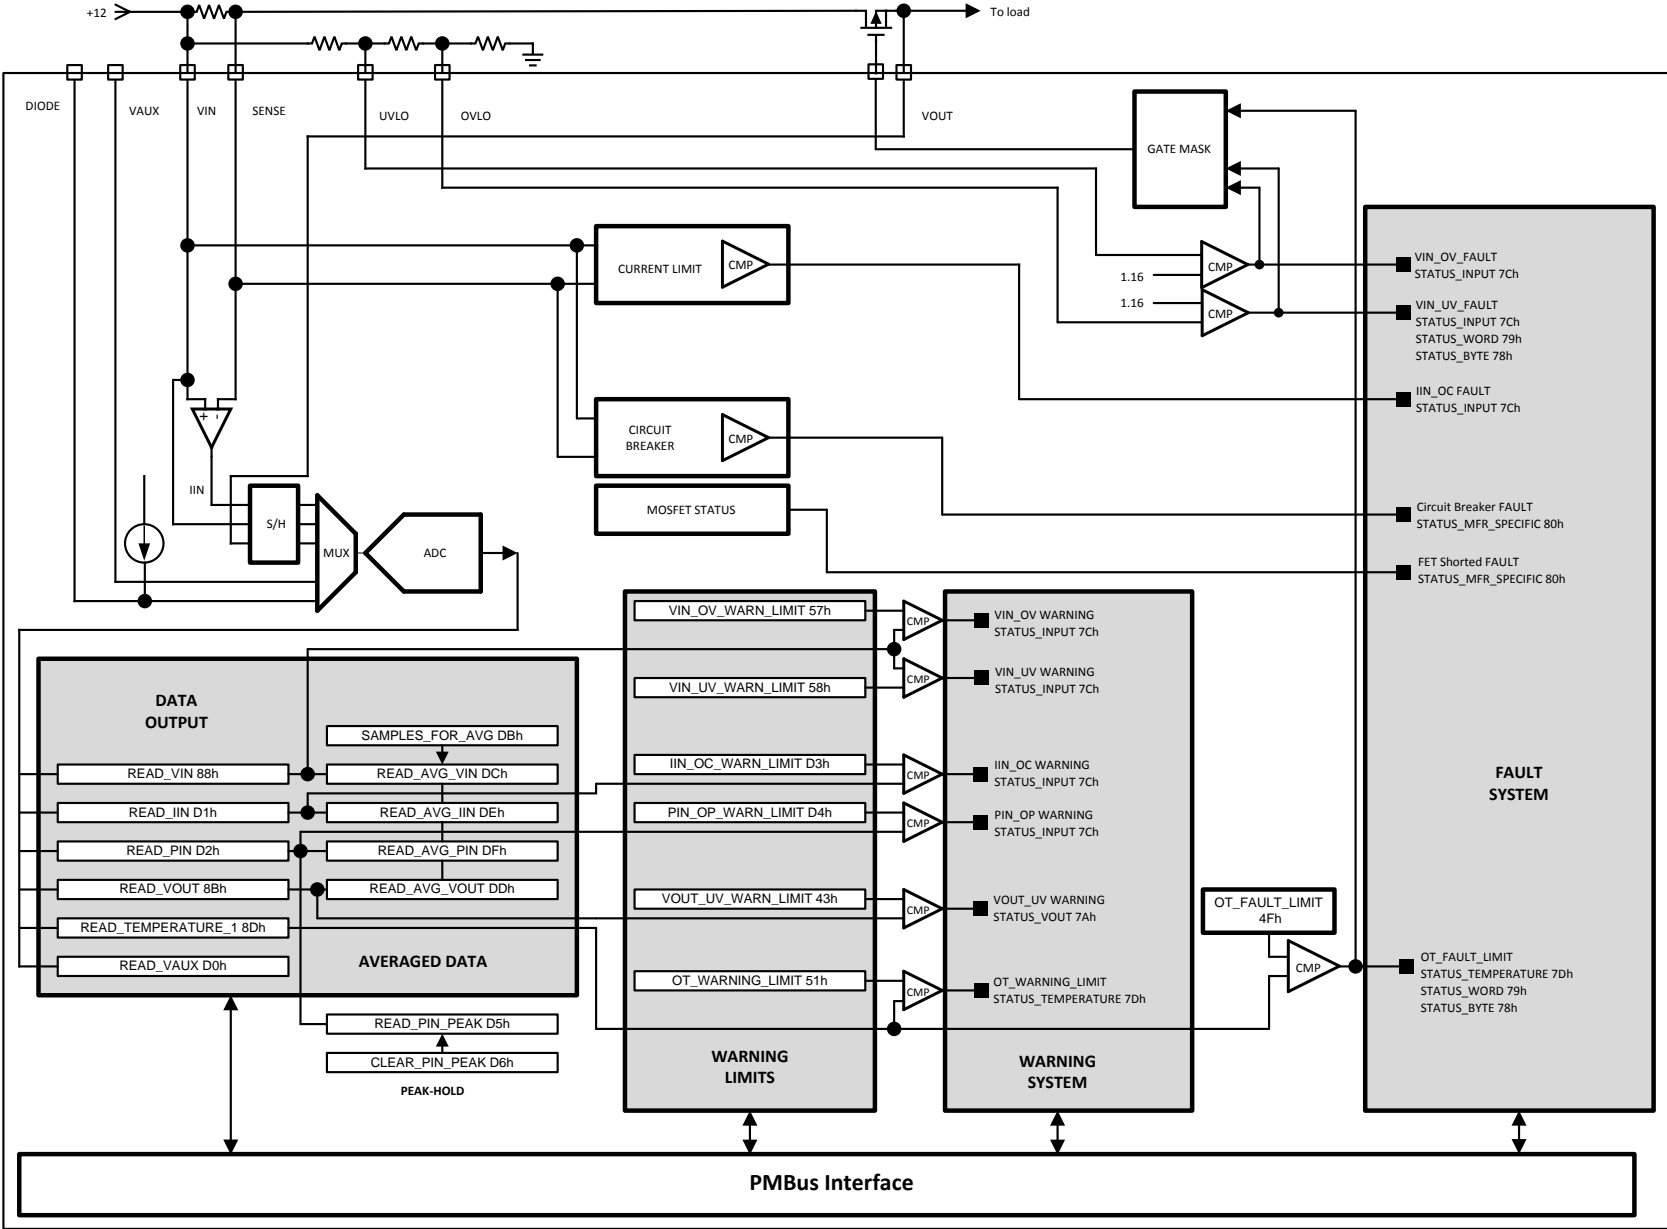 +12
To load
DIODE
VAUX
VIN
SENSE
UVLO
OVLO
VOUT
GATE MASK
CURRENT LIMIT
CMP
CMP
1.16
1.16
CMP
VIN_OV_FAULT
STATUS_INPUT 7Ch
VIN_UV_FAULT
STATUS_INPUT 7Ch
STATUS_WORD 79h
STATUS_BYTE 78h
IIN_OC FAULT
STATUS_INPUT 7Ch
+ -
CIRCUIT
BREAKER
CMP
IIN
S/H
MUX
ADC
MOSFET STATUS
Circuit Breaker FAULT
STATUS_MFR_SPECIFIC 80h
FET Shorted FAULT
STATUS_MFR_SPECIFIC 80h
VIN_OV_WARN_LIMIT 57h
CMP
VIN_OV WARNING
STATUS_INPUT 7Ch
VIN_UV_WARN_LIMIT 58h
CMP
VIN_UV WARNING
STATUS_INPUT 7Ch
DATA
OUTPUT
SAMPLES_FOR_AVG DBh
READ_VIN 88h
READ_AVG_VIN DCh
READ_IIN D1h
READ_AVG_IIN DEh
READ_PIN D2h
READ_AVG_PIN DFh
READ_VOUT 8Bh
READ_AVG_VOUT DDh
READ_TEMPERATURE_1 8Dh
READ_VAUX D0h
AVERAGED DATA
READ_PIN_PEAK D5h
CLEAR_PIN_PEAK D6h
PEAK-HOLD
IIN_OC_WARN_LIMIT D3h
CMP
IIN_OC WARNING
STATUS_INPUT 7Ch
PIN_OP_WARN_LIMIT D4h
CMP
PIN_OP WARNING
STATUS_INPUT 7Ch
VOUT_UV_WARN_LIMIT 43h
CMP
VOUT_UV WARNING
STATUS_VOUT 7Ah
OT_WARNING_LIMIT 51h
CMP
OT_WARNING_LIMIT
STATUS_TEMPERATURE 7Dh
WARNING
LIMITS
WARNING
SYSTEM
OT_FAULT_LIMIT
4Fh
CMP
FAULT
SYSTEM
OT_FAULT_LIMIT
STATUS_TEMPERATURE 7Dh
STATUS_WORD 79h
STATUS_BYTE 78h
PMBus Interface